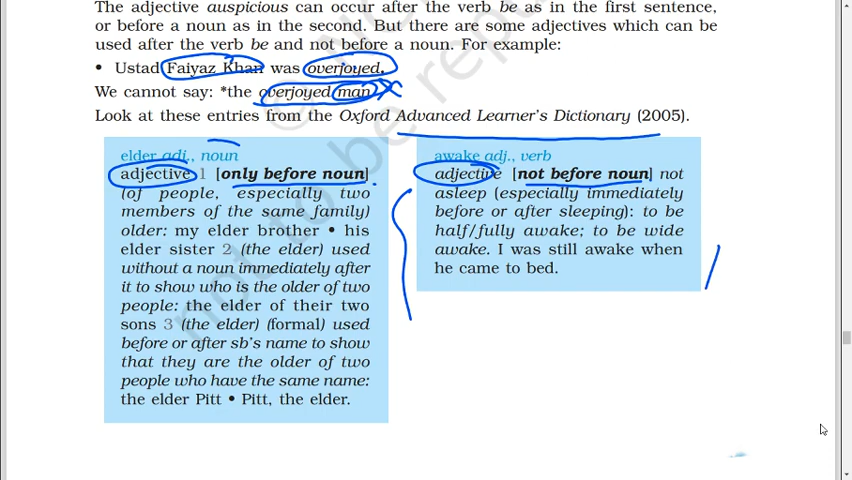 The adjective auspicious can occur after the verb be as in the first sentence,
or before a noun as in the second. But there are some adjectives which can be
used after the verb be and not before a noun. For example:
• Ustad Faiyaz Khan was overjoyed.
We cannot say: *the overjoyed man
Look at these entries from the Oxford Advanced Learner's Dictionary (2005).
elder adj., noun
adjective 1 [only before noun]
(of people, especially two
members of the same family)
older: my elder brother • his
elder sister 2 (the elder) used
without a noun immediately after
it to show who is the older of two
people: the elder of their two
sons 3 (the elder) (formal) used
before or after sb's name to show
that they are the older of two
people who have the same name:
the elder Pitt • Pitt, the elder.
awake adj., verb
adjective [not before noun] not
asleep (especially immediately
before or after sleeping): to be
half/fully awake; to be wide
awake. I was still awake when
he came to bed.
not to be rep